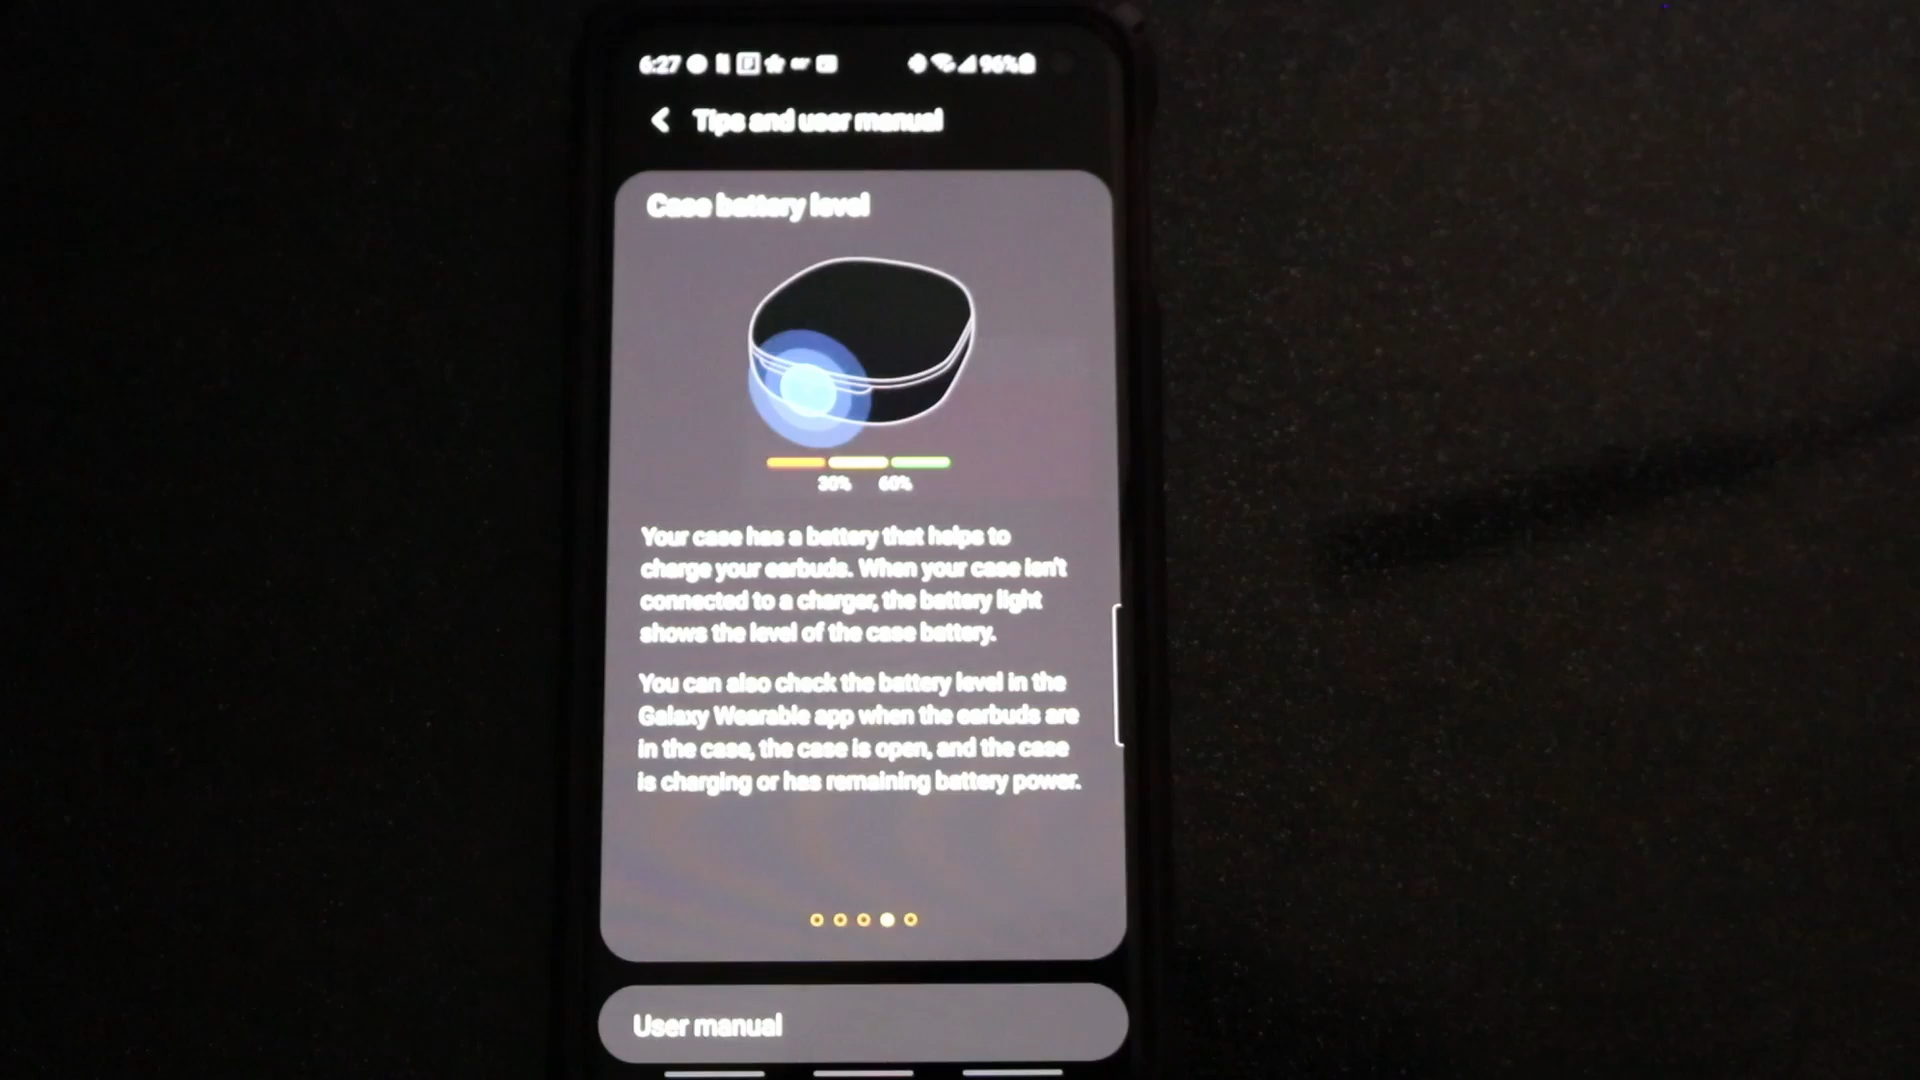 6:27 96%
Tips and user manual
Case battery level
30% 60%
Your case has a battery that helps to
charge your earbuds. When your case isn't
connected to a charger, the battery light
shows the level of the case battery.
You can also check the battery level in the
Galaxy Wearable app when the earbuds are
in the case, the case is open, and the case
is charging or has remaining battery power.
User manual